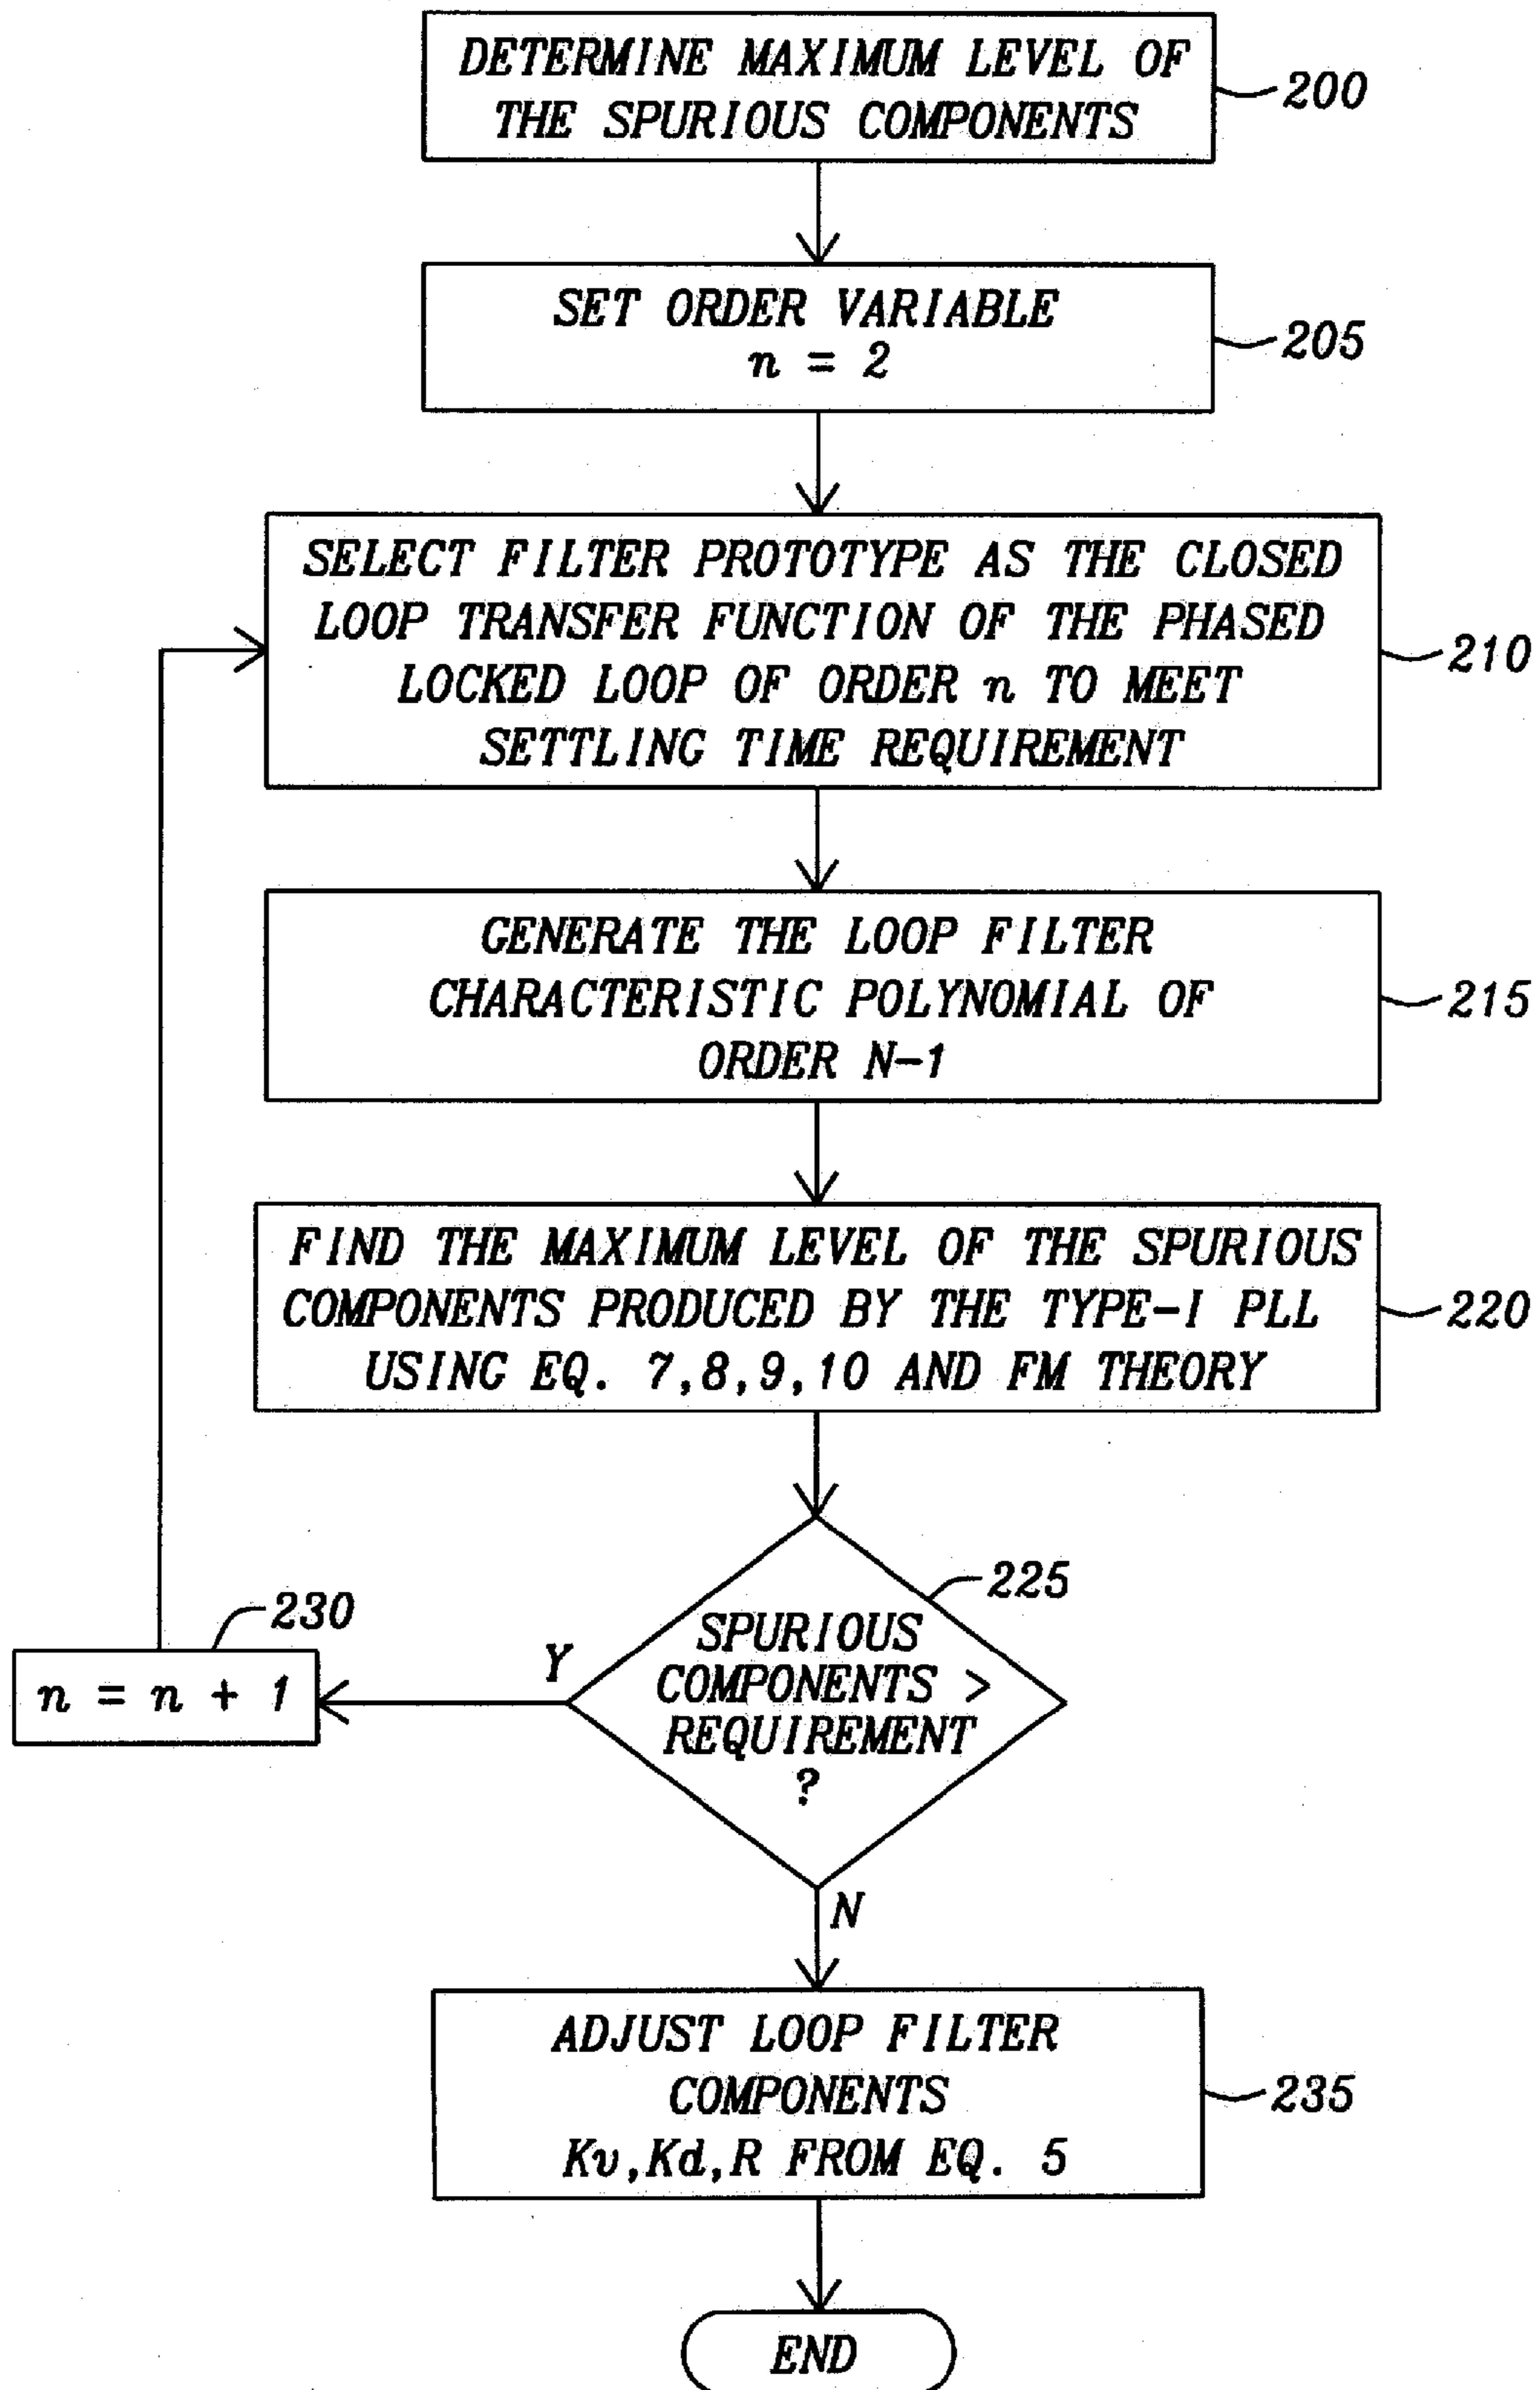 DETERMINE MAXIMUM LEVEL OF
THE SPURIOUS COMPONENTS
200
SET ORDER VARIABLE
n = 2
205
SELECT FILTER PROTOTYPE AS THE CLOSED
LOOP TRANSFER FUNCTION OF THE PHASED
LOCKED LOOP OF ORDER n TO MEET
SETTLING TIME REQUIREMENT
210
GENERATE THE LOOP FILTER
CHARACTERISTIC POLYNOMIAL OF
ORDER N-1
215
FIND THE MAXIMUM LEVEL OF THE SPURIOUS
COMPONENTS PRODUCED BY THE TYPE-I PLL
USING EQ. 7,8,9,10 AND FM THEORY
220
225
SPURIOUS
COMPONENTS >
REQUIREMENT
?
Y
230
n = n + 1
N
ADJUST LOOP FILTER
COMPONENTS
Kv,Kd,R FROM EQ. 5
235
END